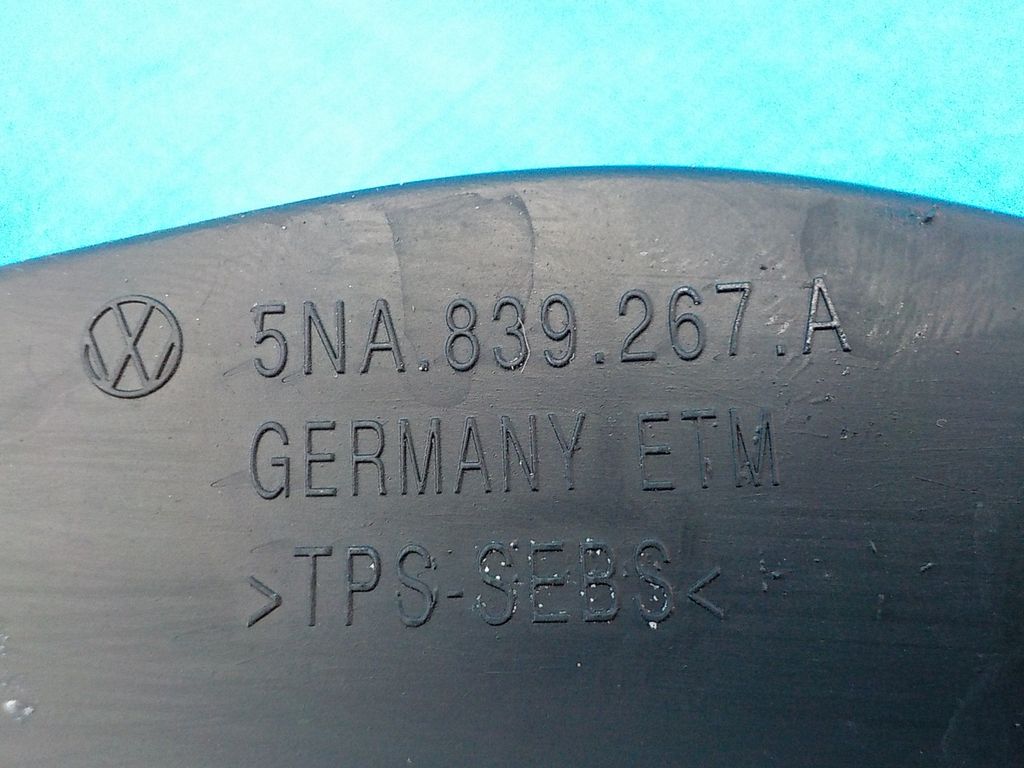 5NA.839.267.A
GERMANY ETM
>TPS-SEBS<